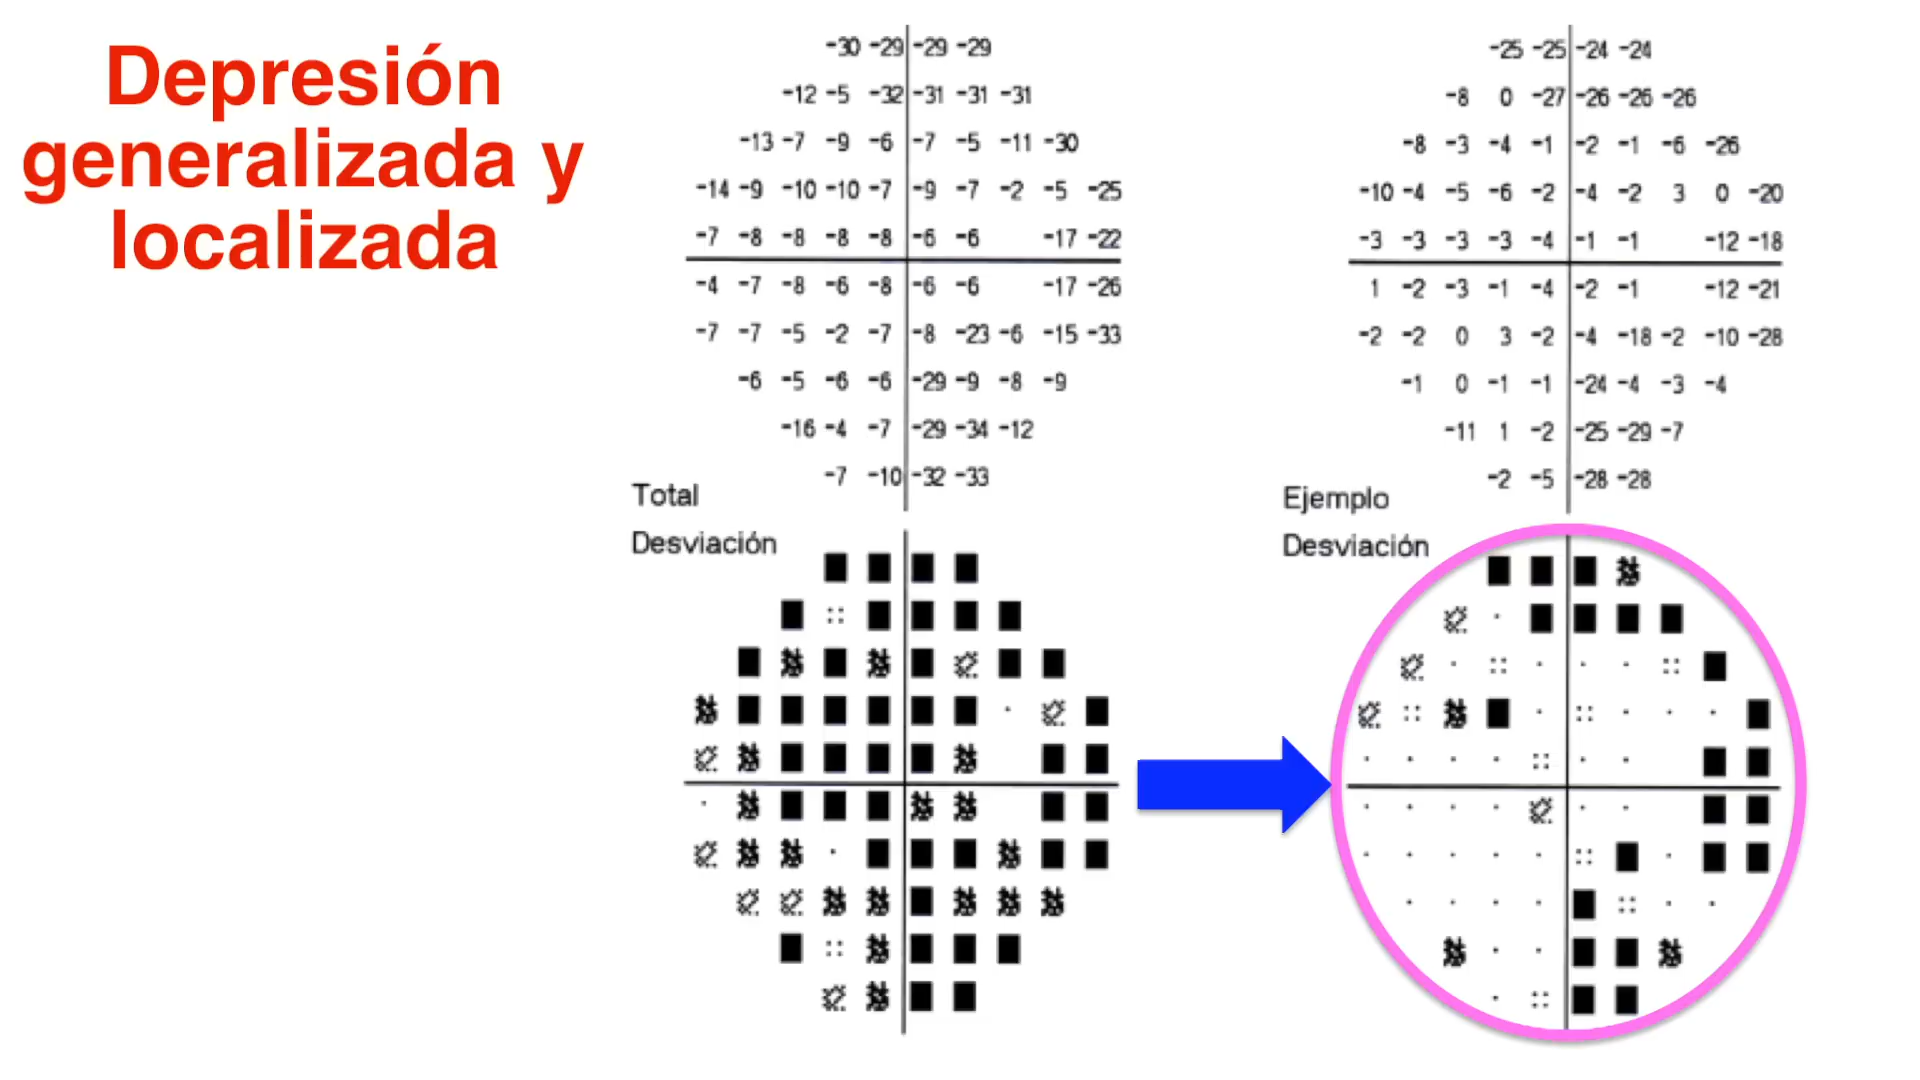 Depresión
generalizada y
localizada
-30 -29 -29 -29
-12 -5 -32 -31 -31 -31
-13 -7 -9 -6 -7 -5 -11 -30
-14 -9 -10 -10 -7 -9 -7 -2 -5 -25
-7 -8 -8 -8 -8 -6 -6 -17 -22
-4 -7 -8 -6 -8 -6 -6 -17 -26
-7 -7 -5 -2 -7 -8 -23 -6 -15 -33
-6 -5 -6 -6 -29 -9 -8 -9
-16 -4 -7 -29 -34 -12
-7 -10 -32 -33
Total
Desviación
-25 -25 -24 -24
-8 0 -27 -26 -26 -26
-8 -3 -4 -1 -2 -1 -6 -26
-10 -4 -5 -6 -2 -4 -2 3 0 -20
-3 -3 -3 -3 -4 -1 -1 -12 -18
1 -2 -3 -1 -4 -2 -1 -12 -21
-2 -2 0 3 -2 -4 -18 -2 -10 -28
-1 0 -1 -1 -24 -4 -3 -4
-11 1 -2 -25 -29 -7
-2 -5 -28 -28
Ejemplo
Desviación